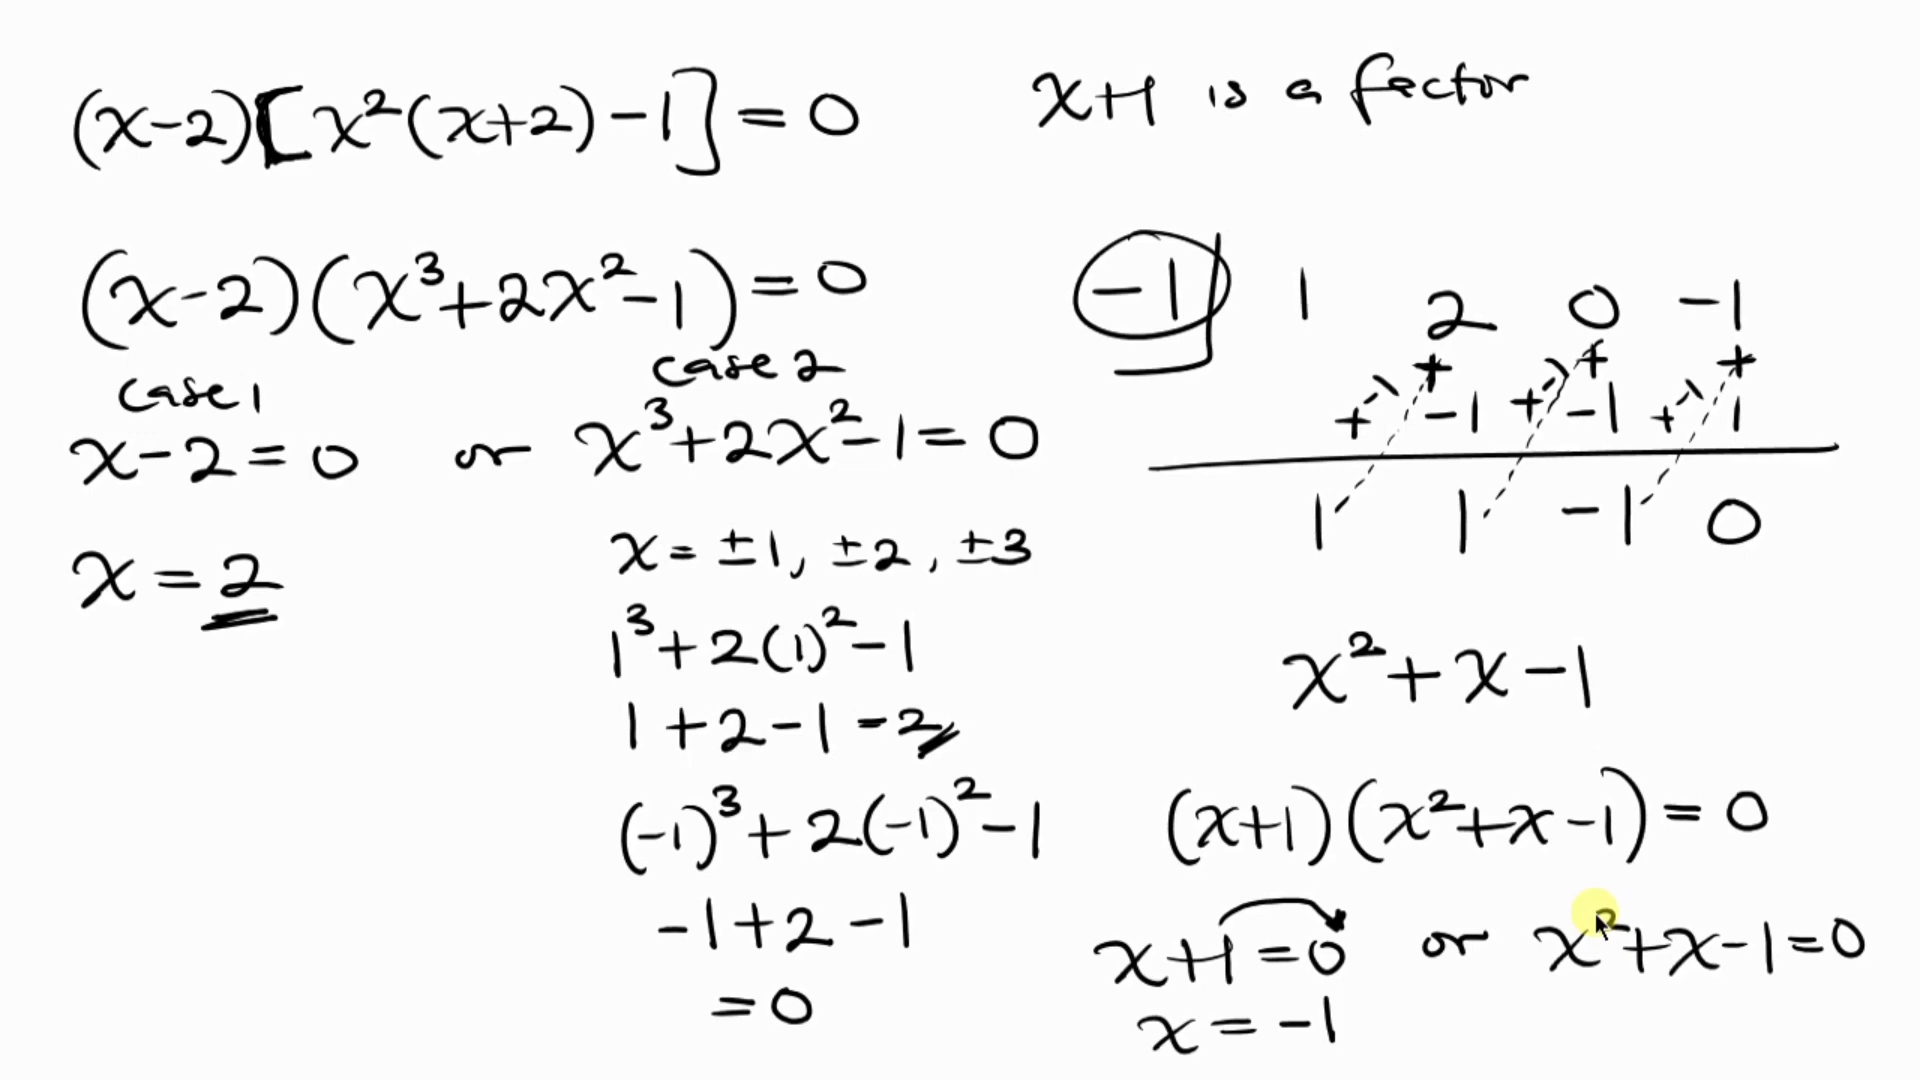 (x-2)[x²(x+2)-1]=0
(x-2)(x³+2x²-1)=0
case 1
case 2
x-2=0 or x³+2x²-1=0
x=2
x=±1, ±2, ±3
1³+2(1)²-1
1+2-1=2
(-1)³+2(-1)²-1
-1+2-1
=0
x+1 is a factor
-1 1 2 0 -1
+ + +
+ -1 + -1 + 1
1 1 -1 0
x²+x-1
(x+1)(x²+x-1)=0
x+1=0 or x²+x-1=0
x=-1